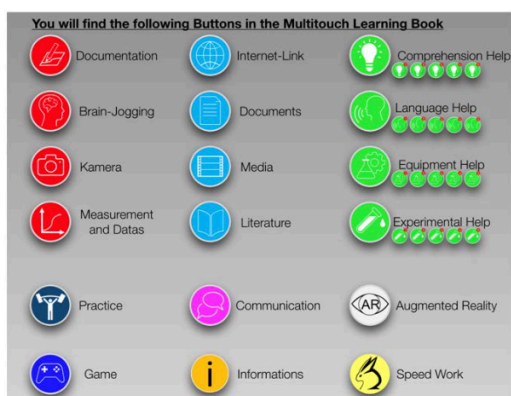 You will find the following Buttons in the Multitouch Learning Book
Documentation
Internet-Link
Comprehension Help
Brain-Jogging
Documents
Language Help
Kamera
Media
Equipment Help
Measurement
and Datas
Literature
Experimental Help
Practice
Communication
AR
Augmented Reality
Game
i
Informations
Speed Work